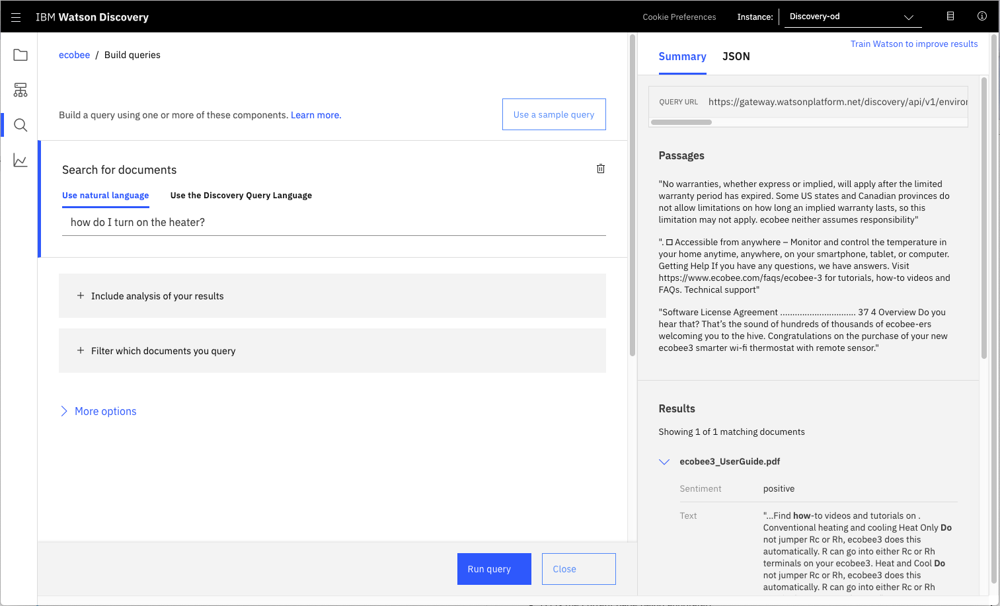 IBM Watson Discovery
Cookie Preferences
Instance:
Discovery-od
ecobee / Build queries
Build a query using one or more of these components. Learn more.
Use a sample query
Search for documents
Use natural language
Use the Discovery Query Language
how do I turn on the heater?
+ Include analysis of your results
+ Filter which documents you query
More options
Run query
Close
Train Watson to improve results
Summary
JSON
QUERY URL https://gateway.watsonplatform.net/discovery/api/v1/enviror
Passages
"No warranties, whether express or implied, will apply after the limited
warranty period has expired. Some US states and Canadian provinces do
not allow limitations on how long an implied warranty lasts, so this
limitation may not apply. ecobee neither assumes responsibility"
". □ Accessible from anywhere – Monitor and control the temperature in
your home anytime, anywhere, on your smartphone, tablet, or computer.
Getting Help If you have any questions, we have answers. Visit
https://www.ecobee.com/faqs/ecobee-3 for tutorials, how-to videos and
FAQs. Technical support"
"Software License Agreement ............................... 37 4 Overview Do you
hear that? That’s the sound of hundreds of thousands of ecobee-ers
welcoming you to the hive. Congratulations on the purchase of your new
ecobee3 smarter wi-fi thermostat with remote sensor."
Results
Showing 1 of 1 matching documents
ecobee3_UserGuide.pdf
Sentiment positive
Text "...Find how-to videos and tutorials on .
Conventional heating and cooling Heat Only Do
not jumper Rc or Rh, ecobee3 does this
automatically. R can go into either Rc or Rh
terminals on your ecobee3. Heat and Cool Do
not jumper Rc or Rh, ecobee3 does this
automatically. R can go into either Rc or Rh